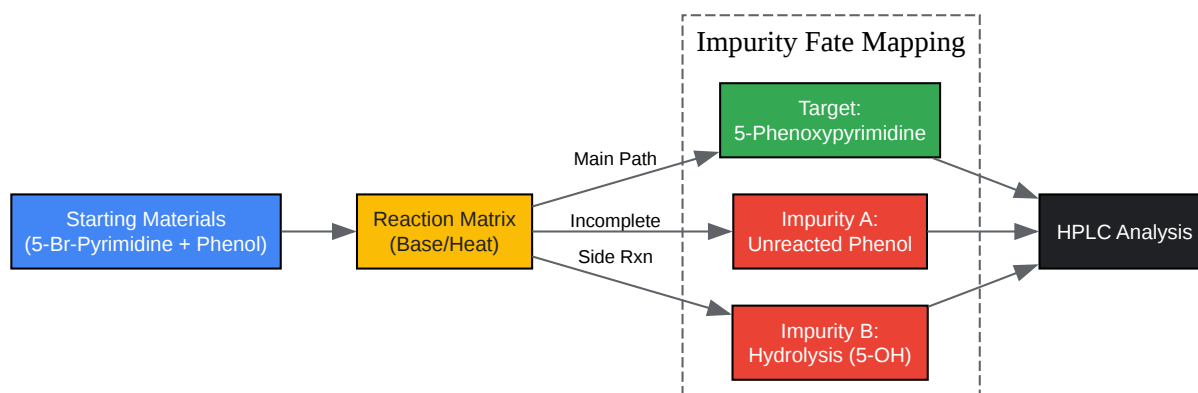 Impurity Fate Mapping
Starting Materials
(5-Br-Pyrimidine + Phenol)
Reaction Matrix
(Base/Heat)
Main Path
Incomplete
Side Rxn
Target:
5-Phenoxypyrimidine
Impurity A:
Unreacted Phenol
Impurity B:
Hydrolysis (5-OH)
HPLC Analysis